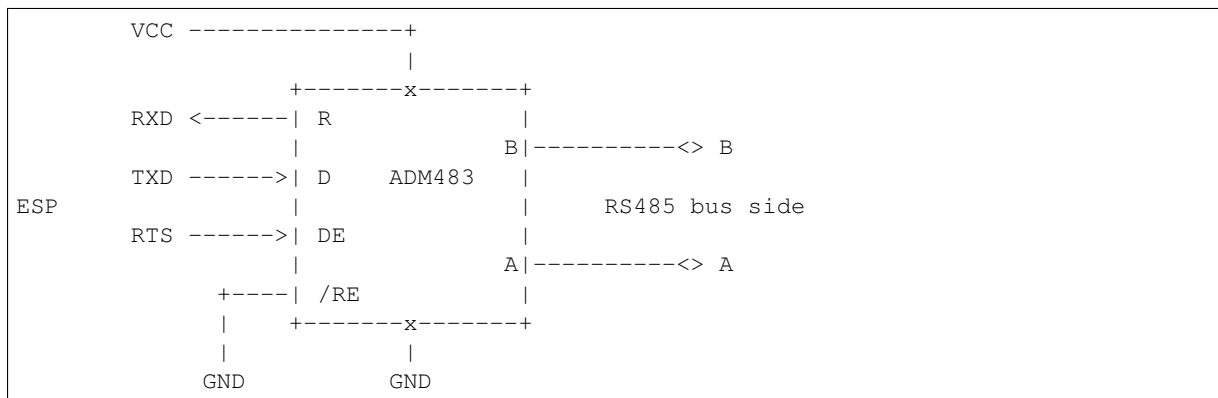 VCC ---------------+
|
+-------x-------+
RXD <------| R |
| B|----------<> B
TXD ------>| D ADM483 |
ESP | | RS485 bus side
RTS ------>| DE |
| A|----------<> A
+----| /RE |
| +-------x-------+
| |
GND GND